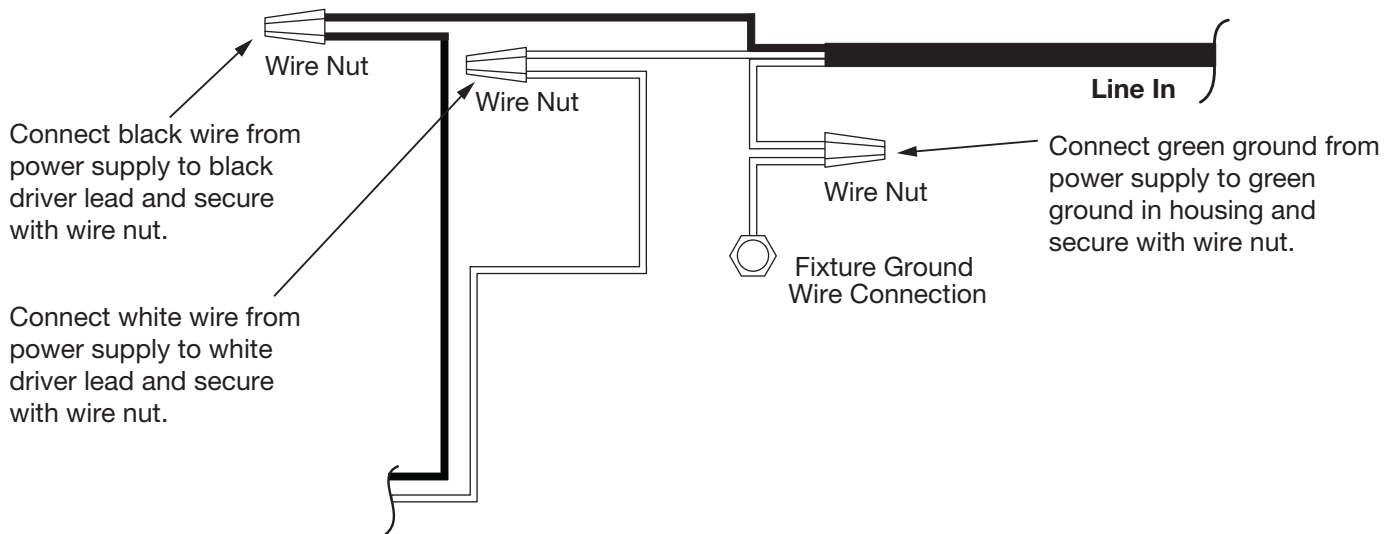 Wire Nut
Wire Nut
Line In
Connect black wire from
power supply to black
driver lead and secure
with wire nut.
Connect green ground from
power supply to green
ground in housing and
secure with wire nut.
Wire Nut
Fixture Ground
Wire Connection
Connect white wire from
power supply to white
driver lead and secure
with wire nut.